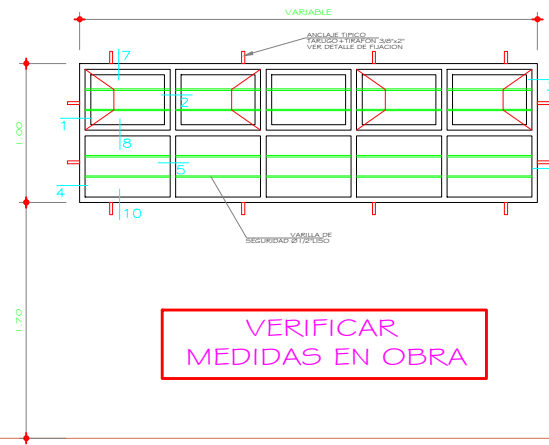 VARIABLE
ANCLAJE TIPICO
TARUGO+TIRAFON 3/8"x2"
VER DETALLE DE FIJACION
7
2
1
8
1.00
4
5
10
VARILLA DE
SEGURIDAD Ø1/2"LISO
1.70
VERIFICAR
MEDIDAS EN OBRA